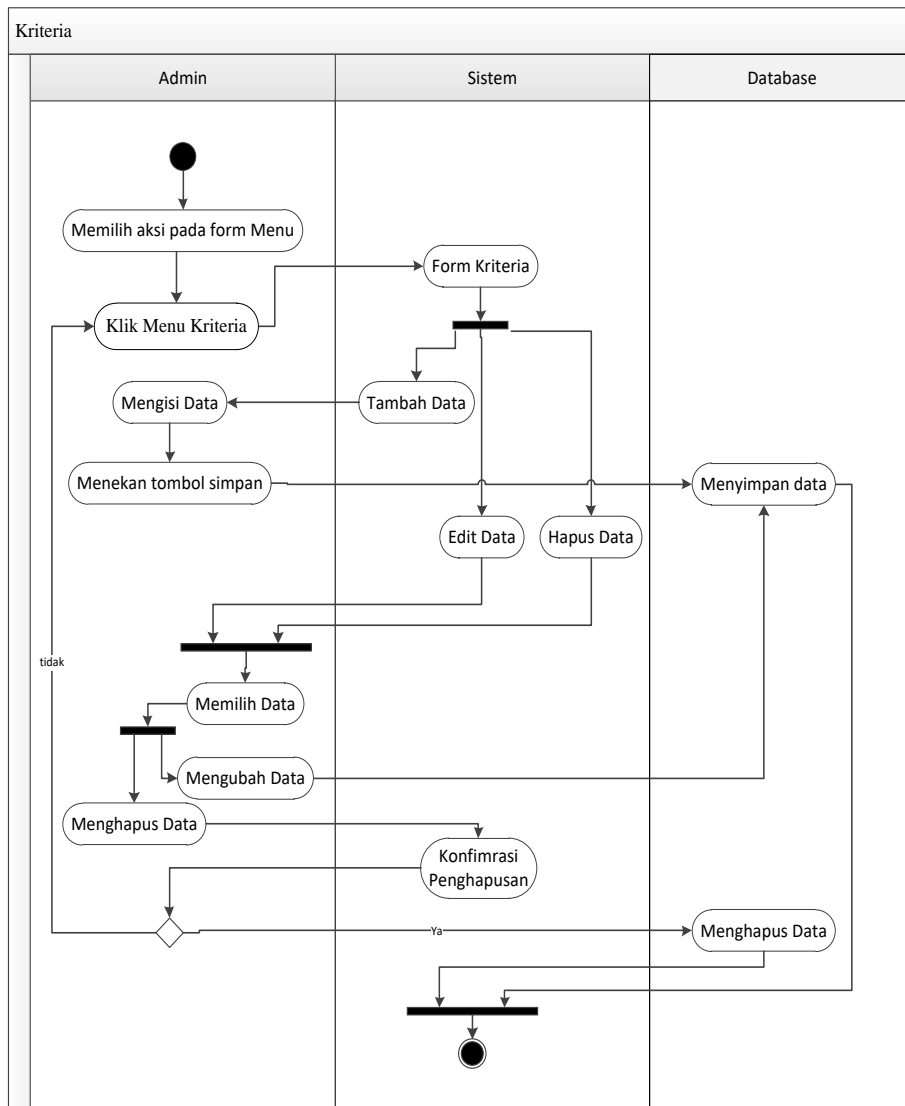 Kriteria
Admin
Sistem
Database
Memilih aksi pada form Menu
Form Kriteria
Klik Menu Kriteria
Mengisi Data
Tambah Data
Menekan tombol simpan
Menyimpan data
Edit Data
Hapus Data
tidak
Memilih Data
Mengubah Data
Menghapus Data
Konfimrasi
Penghapusan
Ya
Menghapus Data